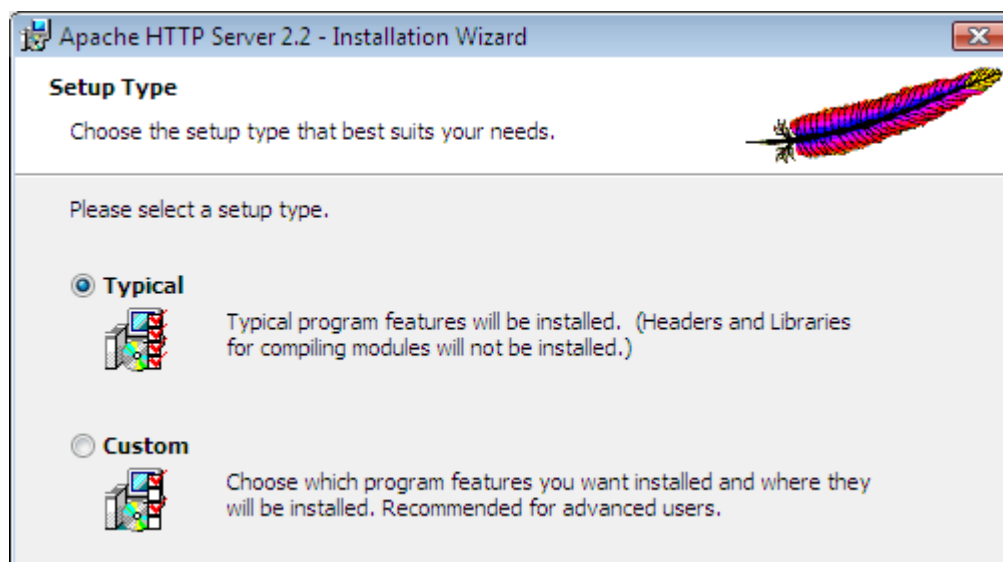 Apache HTTP Server 2.2 - Installation Wizard
Setup Type
Choose the setup type that best suits your needs.
Please select a setup type.
Typical
Typical program features will be installed.  (Headers and Libraries
for compiling modules will not be installed.)
Custom
Choose which program features you want installed and where they
will be installed. Recommended for advanced users.